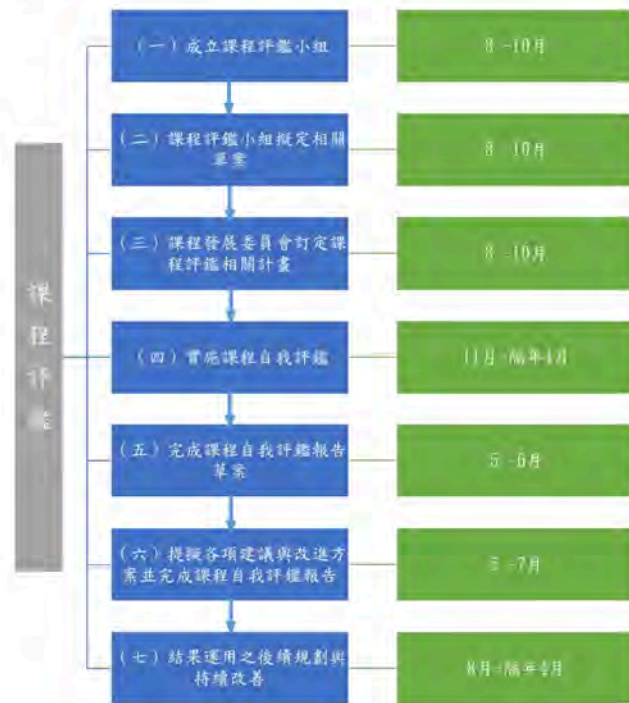 課程評鑑
（一）成立課程評鑑小組
8 -10月
（二）課程評鑑小組擬定相關
草案
8 -10月
（三）課程發展委員會訂定課
程評鑑相關計畫
8 -10月
（四）實施課程自我評鑑
11月-隔年4月
（五）完成課程自我評鑑報告
草案
5 -6月
（六）提擬各項建議與改進方
案並完成課程自我評鑑報告
5 -7月
（七）結果運用之後續規劃與
持續改善
8月-隔年4月